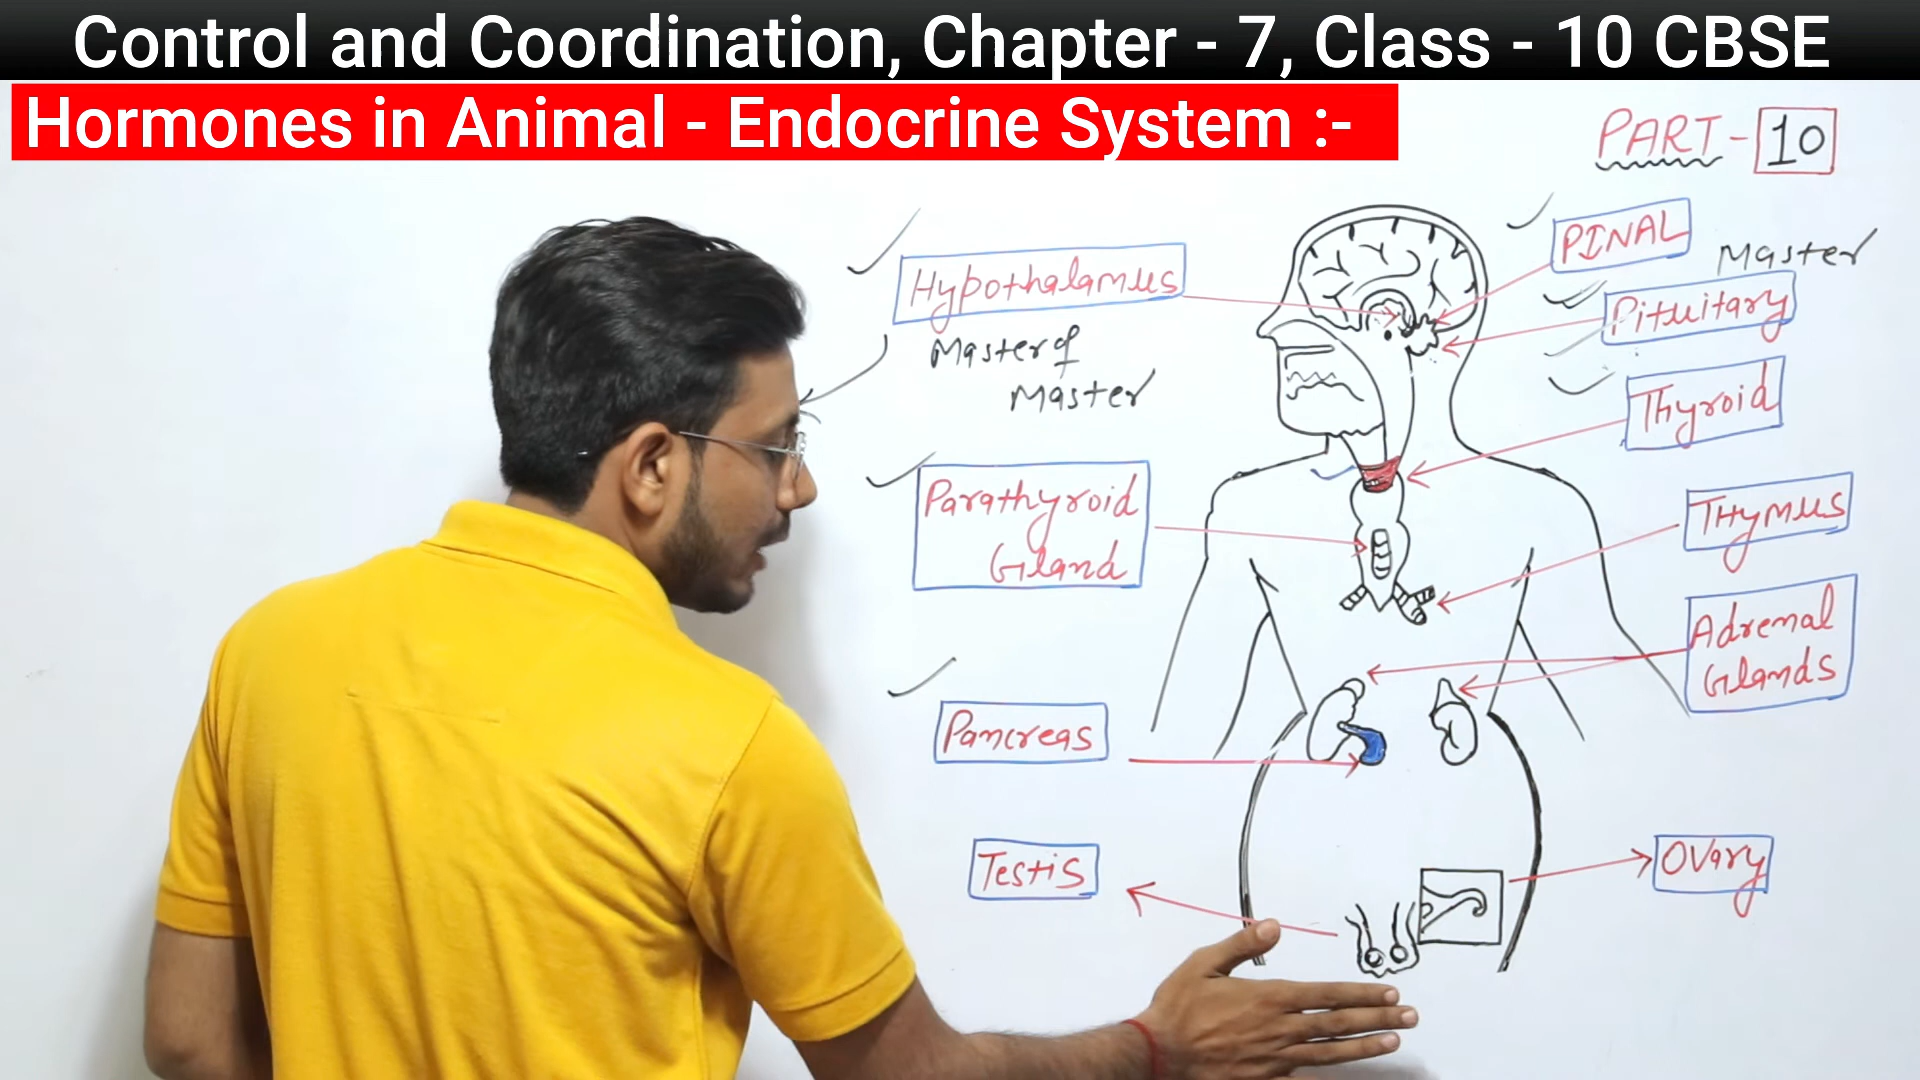 Control and Coordination, Chapter - 7, Class - 10 CBSE
Hormones in Animal - Endocrine System :-
PART - 10
Hypothalamus
Master of
Master
Parathyroid
Gland
Pancreas
Testis
PINAL
Master
Pituitary
Thyroid
THYMUS
Adrenal
Glands
Ovary